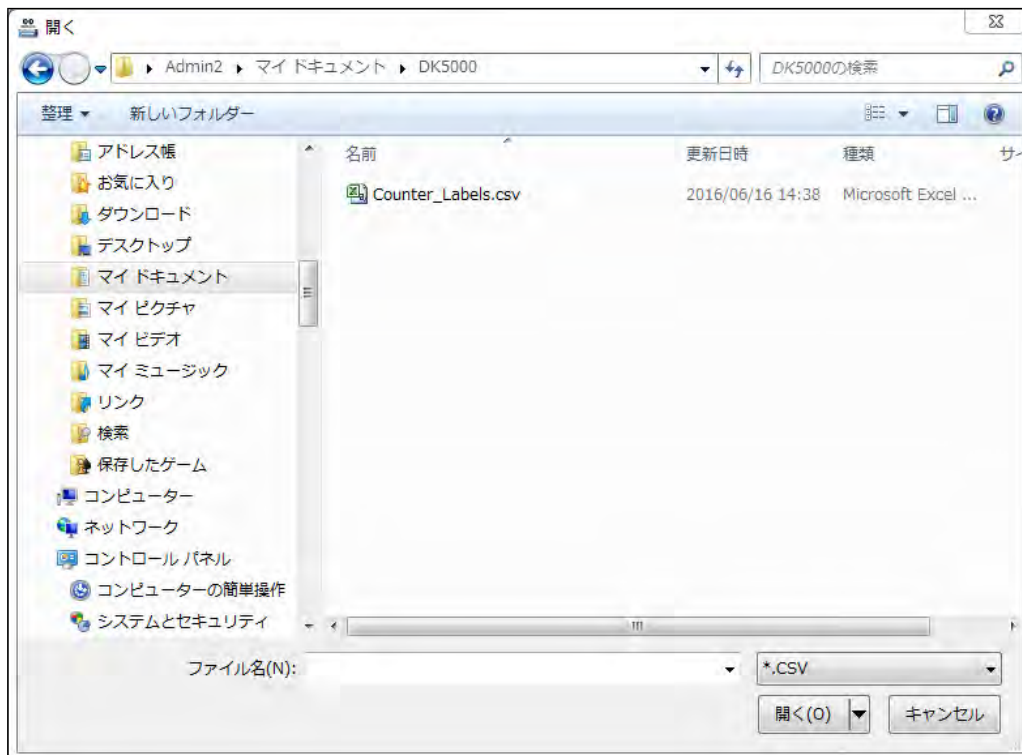 開く
Admin2 マイ ドキュメント DK5000 DK5000の検索
整理 新しいフォルダー
アドレス帳
お気に入り
ダウンロード
デスクトップ
マイ ドキュメント
マイ ピクチャ
マイ ビデオ
マイ ミュージック
リンク
検索
保存したゲーム
コンピューター
ネットワーク
コントロール パネル
コンピューターの簡単操作
システムとセキュリティ
名前 更新日時 種類 サイ
Counter_Labels.csv 2016/06/16 14:38 Microsoft Excel ...
ファイル名(N): *.CSV
開く(O) キャンセル